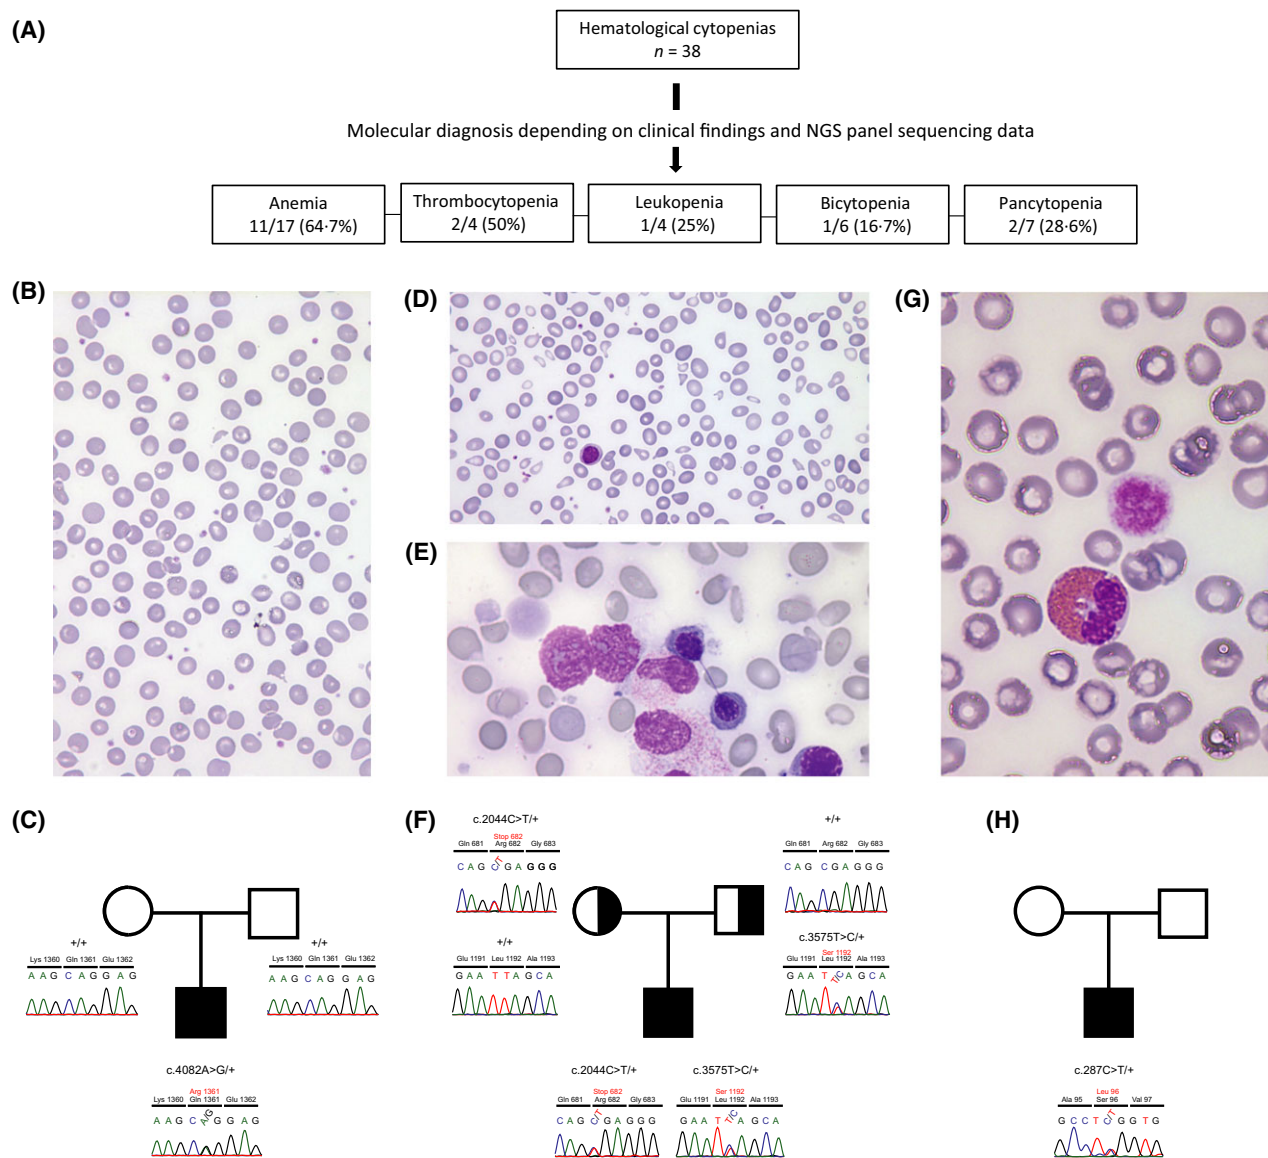 (A)
Hematological cytopenias
n = 38
Molecular diagnosis depending on clinical findings and NGS panel sequencing data
Anemia
11/17 (64·7%)
Thrombocytopenia
2/4 (50%)
Leukopenia
1/4 (25%)
Bicytopenia
1/6 (16·7%)
Pancytopenia
2/7 (28·6%)
(B)
(D)
(G)
(E)
(C)
+/+
Lys 1360 Gln 1361 Glu 1362
A A G C A G G A G
+/+
Lys 1360 Gln 1361 Glu 1362
A A G C A G G A G
c.4082A>G/+
Arg 1361
Lys 1360 Gln 1361 Glu 1362
A A G C A/G G G A G
(F)
c.2044C>T/+
Stop 682
Gln 681 Arg 682 Gly 683
C A G C/T G A G G G
+/+
Glu 1191 Leu 1192 Ala 1193
G A A T T A G C A
+/+
Gln 681 Arg 682 Gly 683
C A G C G A G G G
c.3575T>C/+
Ser 1192
Glu 1191 Leu 1192 Ala 1193
G A A T T/C A G C A
c.2044C>T/+
Stop 682
Gln 681 Arg 682 Gly 683
C A G C/T G A G G G
c.3575T>C/+
Ser 1192
Glu 1191 Leu 1192 Ala 1193
G A A T T/C A G C A
(H)
c.287C>T/+
Leu 96
Ala 95 Ser 96 Val 97
G C C T C/T G G T G